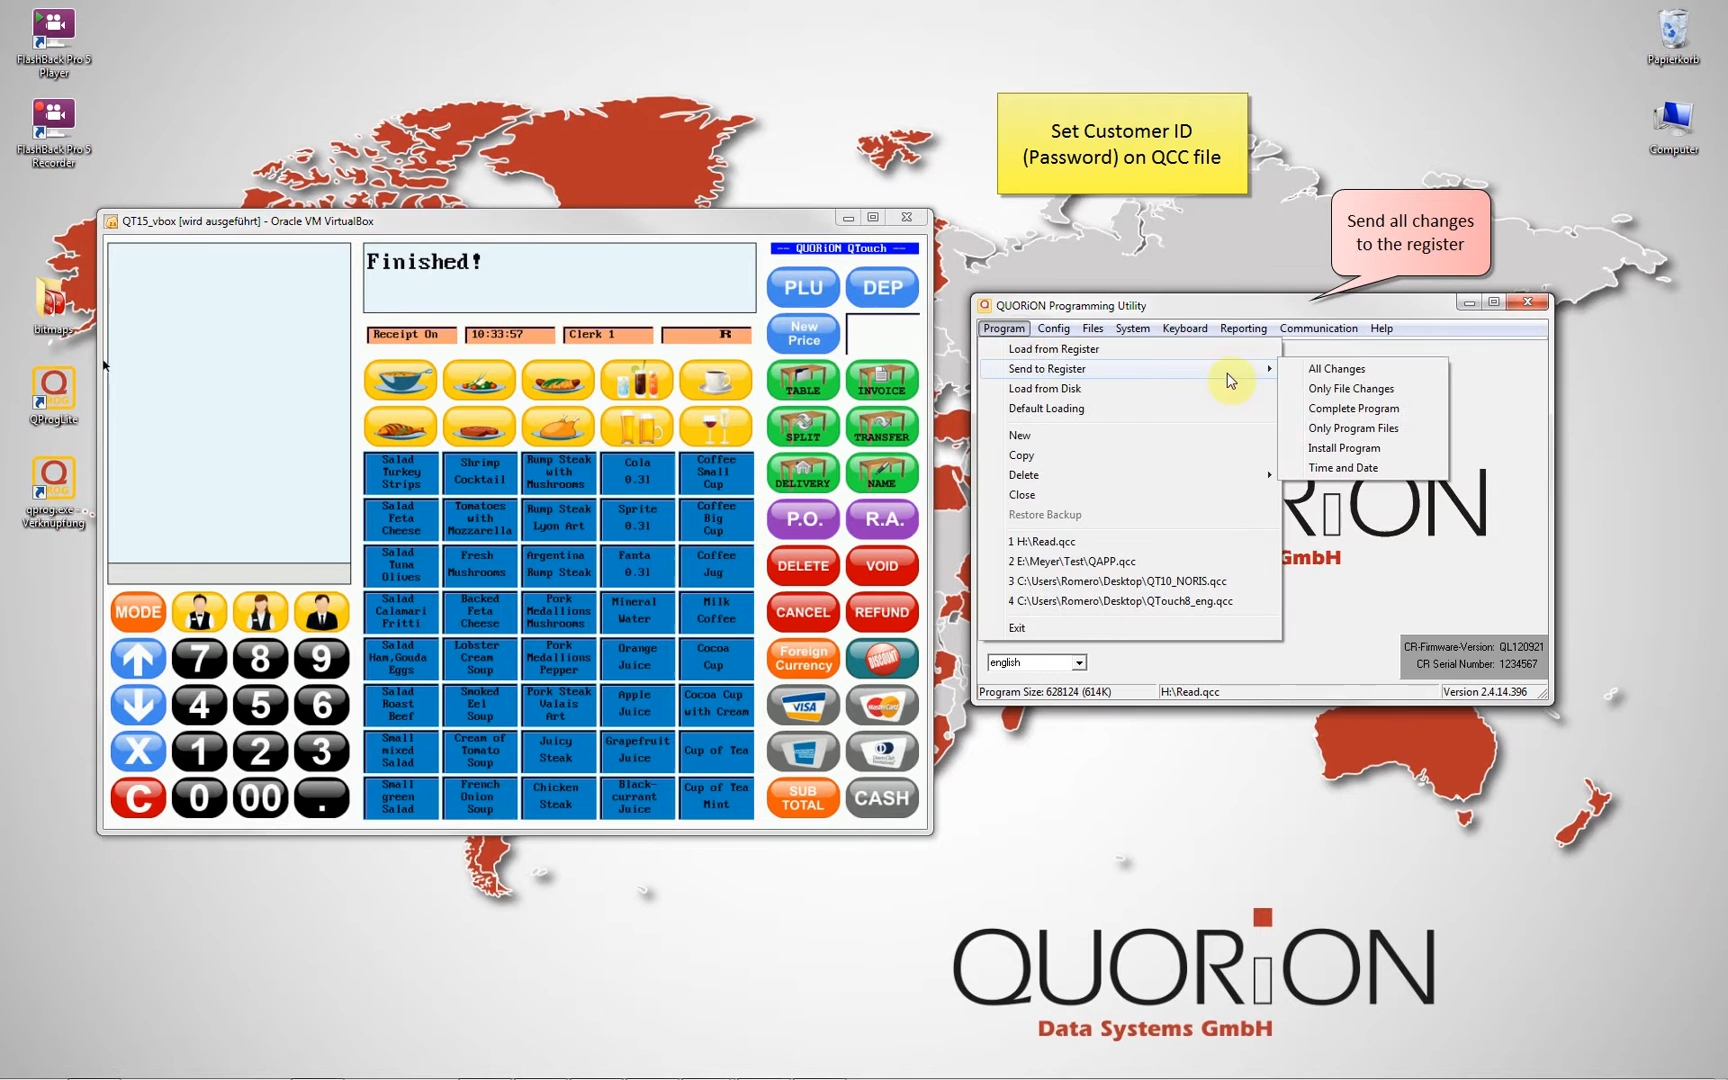 FlashBack Pro 5
Player
FlashBack Pro 5
Recorder
bitmaps
QPROG
QProgLite
QPROG
qprog.exe -
Verknüpfung
Papierkorb
Computer
Set Customer ID
(Password) on QCC file
Send all changes
to the register
QT15_vbox [wird ausgeführt] - Oracle VM VirtualBox
Finished!
Receipt On
10:33:57
Clerk 1
R
-- QUORiON QTouch --
PLU
DEP
New
Price
TABLE
INVOICE
SPLIT
TRANSFER
DELIVERY
NAME
P.O.
R.A.
DELETE
VOID
CANCEL
REFUND
Foreign
Currency
DISCOUNT
VISA
MasterCard
SUB
TOTAL
CASH
Salad
Turkey
Strips
Shrimp
Cocktail
Rump Steak
with
Mushrooms
Cola
0.3l
Coffee
Small
Cup
Salad
Feta
Cheese
Tomatoes
with
Mozzarella
Rump Steak
Lyon Art
Sprite
0.3l
Coffee
Big
Cup
Salad
Tuna
Olives
Fresh
Mushrooms
Argentina
Rump Steak
Fanta
0.3l
Coffee
Jug
Salad
Calamari
Fritti
Backed
Feta
Cheese
Pork
Medallions
Mushrooms
Mineral
Water
Milk
Coffee
Salad
Ham,Gouda
Eggs
Lobster
Cream
Soup
Pork
Medallions
Pepper
Orange
Juice
Cocoa
Cup
Salad
Roast
Beef
Smoked
Eel
Soup
Pork Steak
Valais
Art
Apple
Juice
Cocoa Cup
with Cream
Small
mixed
Salad
Cream of
Tomato
Soup
Juicy
Steak
Grapefruit
Juice
Cup of Tea
Small
green
Salad
French
Onion
Soup
Chicken
Steak
Black-
currant
Juice
Cup of Tea
Mint
MODE
7 8 9
4 5 6
X 1 2 3
C 0 00 .
QUORiON Programming Utility
Program Config Files System Keyboard Reporting Communication Help
Load from Register
Send to Register
Load from Disk
Default Loading
New
Copy
Delete
Close
Restore Backup
1 H:\Read.qcc
2 E:\Meyer\Test\QAPP.qcc
3 C:\Users\Romero\Desktop\QT10_NORIS.qcc
4 C:\Users\Romero\Desktop\QTouch8_eng.qcc
Exit
All Changes
Only File Changes
Complete Program
Only Program Files
Install Program
Time and Date
RiON
GmbH
CR-Firmware-Version: QL120921
CR Serial Number: 1234567
english
Program Size: 628124 (614K)
H:\Read.qcc
Version 2.4.14.396
QUORiON
Data Systems GmbH